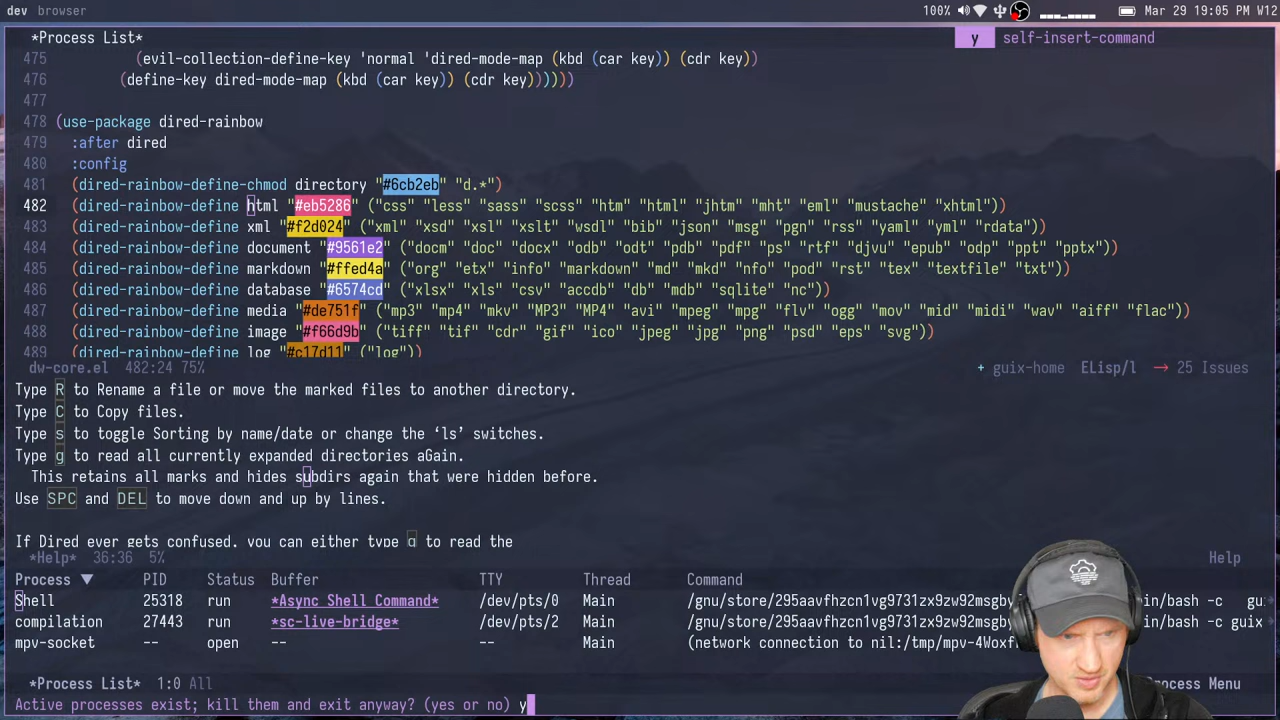 dev browser 100% Mar 29 19:05 PM W12
*Process List* y self-insert-command
475 (evil-collection-define-key 'normal 'dired-mode-map (kbd (car key)) (cdr key))
476 (define-key dired-mode-map (kbd (car key)) (cdr key))))))
477
478 (use-package dired-rainbow
479 :after dired
480 :config
481 (dired-rainbow-define-chmod directory "#6cb2eb" "d.*")
482 (dired-rainbow-define html "#eb5286" ("css" "less" "sass" "scss" "htm" "html" "jhtm" "mht" "eml" "mustache" "xhtml"))
483 (dired-rainbow-define xml "#f2d024" ("xml" "xsd" "xsl" "xslt" "wsdl" "bib" "json" "msg" "pgn" "rss" "yaml" "yml" "rdata"))
484 (dired-rainbow-define document "#9561e2" ("docm" "doc" "docx" "odb" "odt" "pdb" "pdf" "ps" "rtf" "djvu" "epub" "odp" "ppt" "pptx"))
485 (dired-rainbow-define markdown "#ffed4a" ("org" "etx" "info" "markdown" "md" "mkd" "nfo" "pod" "rst" "tex" "textfile" "txt"))
486 (dired-rainbow-define database "#6574cd" ("xlsx" "xls" "csv" "accdb" "db" "mdb" "sqlite" "nc"))
487 (dired-rainbow-define media "#de751f" ("mp3" "mp4" "mkv" "MP3" "MP4" "avi" "mpeg" "mpg" "flv" "ogg" "mov" "mid" "midi" "wav" "aiff" "flac"))
488 (dired-rainbow-define image "#f66d9b" ("tiff" "tif" "cdr" "gif" "ico" "jpeg" "jpg" "png" "psd" "eps" "svg"))
489 (dired-rainbow-define log "#c17d11" ("log"))
dw-core.el 482:24 75% + guix-home ELisp/l → 25 Issues
Type R to Rename a file or move the marked files to another directory.
Type C to Copy files.
Type s to toggle Sorting by name/date or change the ‘ls’ switches.
Type g to read all currently expanded directories aGain.
This retains all marks and hides subdirs again that were hidden before.
Use SPC and DEL to move down and up by lines.
If Dired ever gets confused, you can either type g to read the
*Help* 36:36 5% Help
Process ▼ PID Status Buffer TTY Thread Command
Shell 25318 run *Async Shell Command* /dev/pts/0 Main /gnu/store/295aavfhzcn1vg9731zx9zw92msgby in/bash -c gui
compilation 27443 run *sc-live-bridge* /dev/pts/2 Main /gnu/store/295aavfhzcn1vg9731zx9zw92msgby in/bash -c guix
mpv-socket -- open -- -- Main (network connection to nil:/tmp/mpv-4Woxf
*Process List* 1:0 All Process Menu
Active processes exist; kill them and exit anyway? (yes or no) y